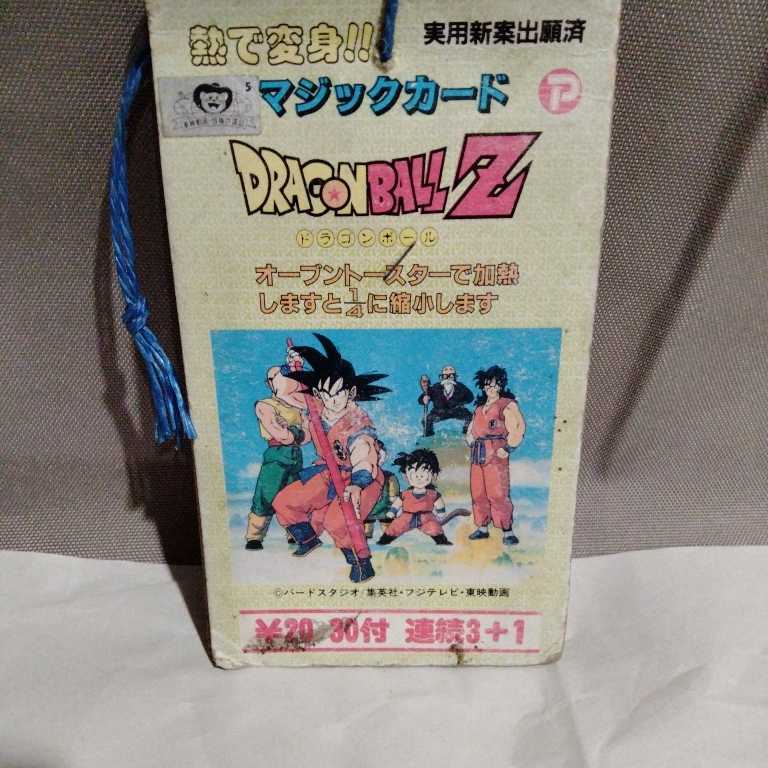 熱で変身!!
実用新案出願済
5
マジックカード
ア
DRAGONBALL Z
ドラゴンボール
オーブントースターで加熱
しますと1/4に縮小します
©バードスタジオ/集英社・フジテレビ・東映動画
¥20 30付 連続3+1